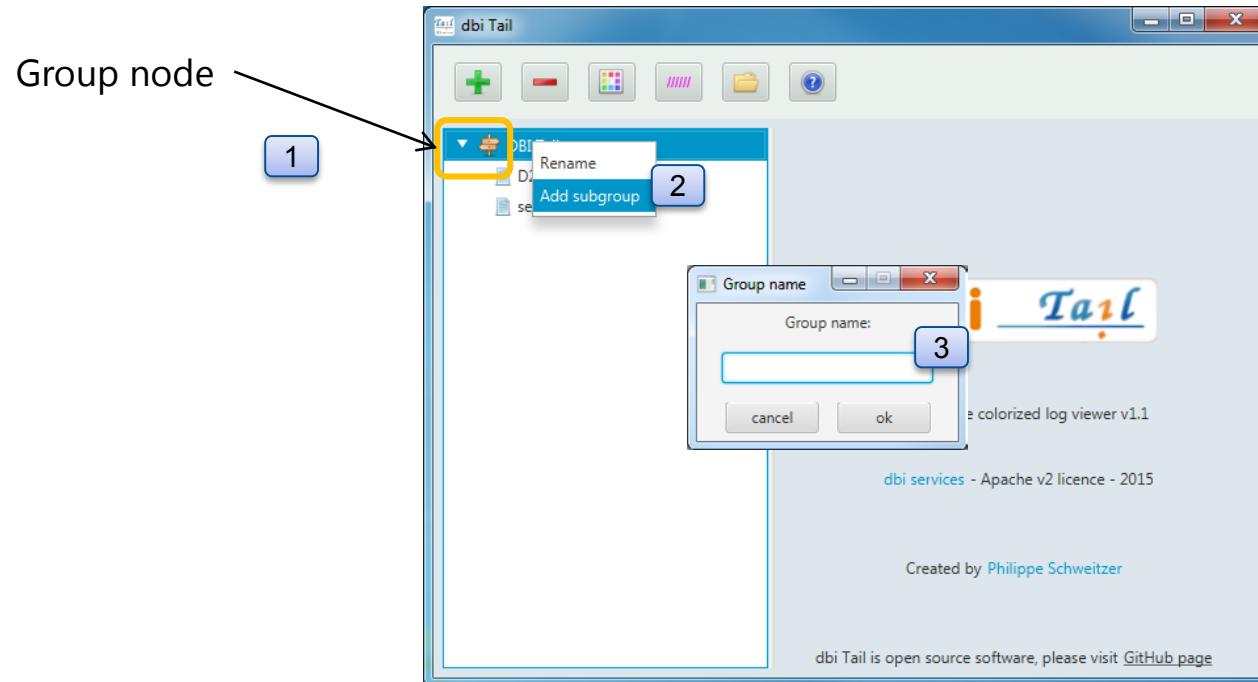 dbi Tail
Group node
1
Rename
2
Add subgroup
Group name
Group name:
Tail
3
cancel
ok
colorized log viewer v1.1
dbi services - Apache v2 licence - 2015
Created by Philippe Schweitzer
dbi Tail is open source software, please visit GitHub page